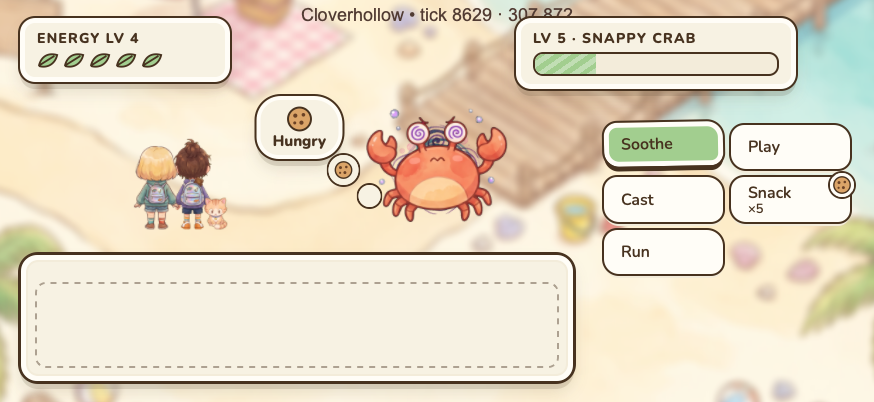 Cloverhollow • tick 8629 · 307,872
ENERGY LV 4
LV 5 · SNAPPY CRAB
Hungry
Soothe
Play
Cast
Snack
×5
Run